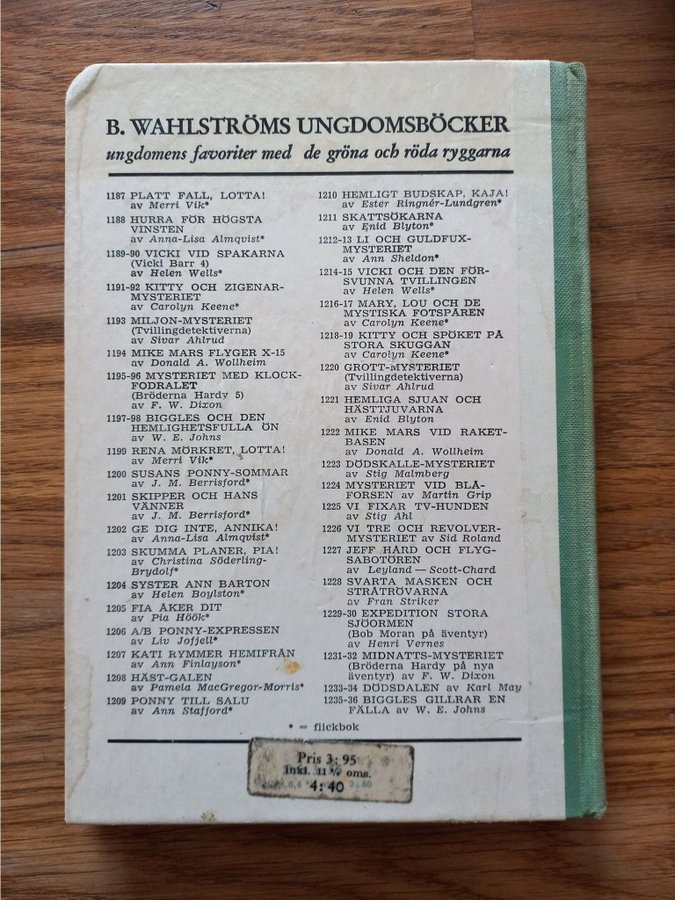 B. WAHLSTRÖMS UNGDOMSBÖCKER
ungdomens favoriter med de gröna och röda ryggarna
1187 PLATT FALL, LOTTA!
av Merri Vik*
1188 HURRA FÖR HÖGSTA
VINSTEN
av Anna-Lisa Almqvist*
1189-90 VICKI VID SPAKARNA
(Vicki Barr 4)
av Helen Wells*
1191-92 KITTY OCH ZIGENAR-
MYSTERIET
av Carolyn Keene*
1193 MILJON-MYSTERIET
(Tvillingdetektiverna)
av Sivar Ahlrud
1194 MIKE MARS FLYGER X-15
av Donald A. Wollheim
1195-96 MYSTERIET MED KLOCK-
FODRALET
(Bröderna Hardy 5)
av F. W. Dixon
1197-98 BIGGLES OCH DEN
HEMLIGHETSFULLA ÖN
av W. E. Johns
1199 RENA MÖRKRET, LOTTA!
av Merri Vik*
1200 SUSANS PONNY-SOMMAR
av J. M. Berrisford*
1201 SKIPPER OCH HANS
VÄNNER
av J. M. Berrisford*
1202 GE DIG INTE, ANNIKA!
av Anna-Lisa Almqvist*
1203 SKUMMA PLANER, PIA!
av Christina Söderling-
Brydolf*
1204 SYSTER ANN BARTON
av Helen Boylston*
1205 FIA ÅKER DIT
av Pia Höök*
1206 A/B PONNY-EXPRESSEN
av Liv Jofjell*
1207 KATI RYMMER HEMIFRÅN
av Ann Finlayson*
1208 HÄST-GALEN
av Pamela MacGregor-Morris*
1209 PONNY TILL SALU
av Ann Stafford*
1210 HEMLIGT BUDSKAP, KAJA!
av Ester Ringnér-Lundgren*
1211 SKATTSÖKARNA
av Enid Blyton*
1212-13 LI OCH GULDFUX-
MYSTERIET
av Ann Sheldon*
1214-15 VICKI OCH DEN FÖR-
SVUNNA TVILLINGEN
av Helen Wells*
1216-17 MARY, LOU OCH DE
MYSTISKA FOTSPÅREN
av Carolyn Keene*
1218-19 KITTY OCH SPÖKET PÅ
STORA SKUGGAN
av Carolyn Keene*
1220 GROTT-MYSTERIET
(Tvillingdetektiverna)
av Sivar Ahlrud
1221 HEMLIGA SJUAN OCH
HÄSTTJUVARNA
av Enid Blyton
1222 MIKE MARS VID RAKET-
BASEN
av Donald A. Wollheim
1223 DÖDSKALLE-MYSTERIET
av Stig Malmberg
1224 MYSTERIET VID BLÅ-
FORSEN av Martin Grip
1225 VI FIXAR TV-HUNDEN
av Stig Ahl
1226 VI TRE OCH REVOLVER-
MYSTERIET av Sid Roland
1227 JEFF HÅRD OCH FLYG-
SABOTÖREN
av Leyland — Scott-Chard
1228 SVARTA MASKEN OCH
STRÅTRÖVARNA
av Fran Striker
1229-30 EXPEDITION STORA
SJÖORMEN
(Bob Moran på äventyr)
av Henri Vernes
1231-32 MIDNATTS-MYSTERIET
(Bröderna Hardy på nya
äventyr) av F. W. Dixon
1233-34 DÖDSDALEN av Karl May
1235-36 BIGGLES GILLRAR EN
FÄLLA av W. E. Johns
* = flickbok
Pris 3: 95
Inkl. 11 % oms.
4: 40